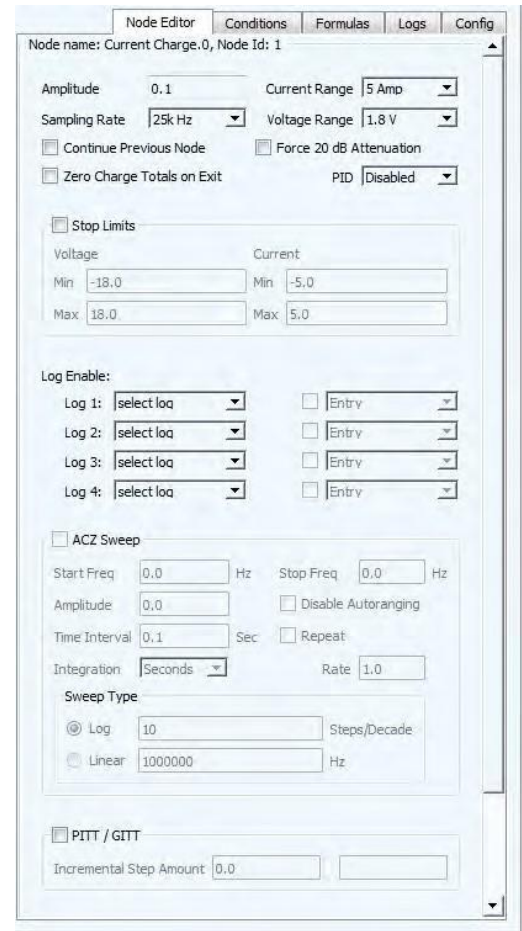 Node Editor Conditions Formulas Logs Config
Node name: Current Charge.0, Node Id: 1
Amplitude 0.1 Current Range 5 Amp
Sampling Rate 25k Hz Voltage Range 1.8 V
Continue Previous Node Force 20 dB Attenuation
Zero Charge Totals on Exit PID Disabled
Stop Limits
Voltage Current
Min -18.0 Min -5.0
Max 18.0 Max 5.0
Log Enable:
Log 1: select log Entry
Log 2: select log Entry
Log 3: select log Entry
Log 4: select log Entry
ACZ Sweep
Start Freq 0.0 Hz Stop Freq 0.0 Hz
Amplitude 0.0 Disable Autoranging
Time Interval 0.1 Sec Repeat
Integration Seconds Rate 1.0
Sweep Type
Log 10 Steps/Decade
Linear 1000000 Hz
PITT / GITT
Incremental Step Amount 0.0